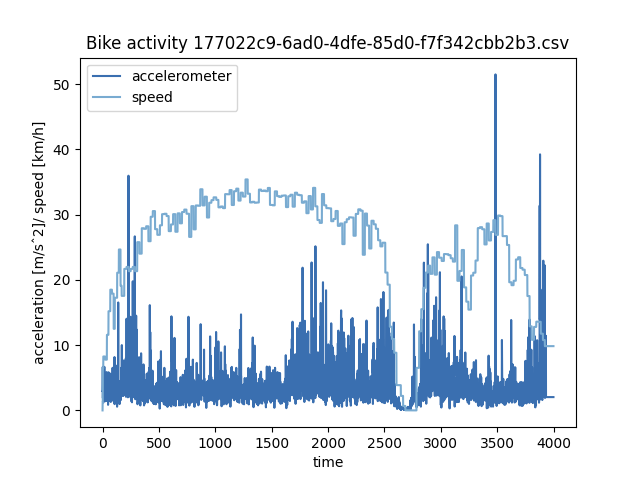 Bike activity 177022c9-6ad0-4dfe-85d0-f7f342cbb2b3.csv
accelerometer
speed
acceleration [m/s^2]/ speed [km/h]
50
40
30
20
10
0
0 500 1000 1500 2000 2500 3000 3500 4000
time